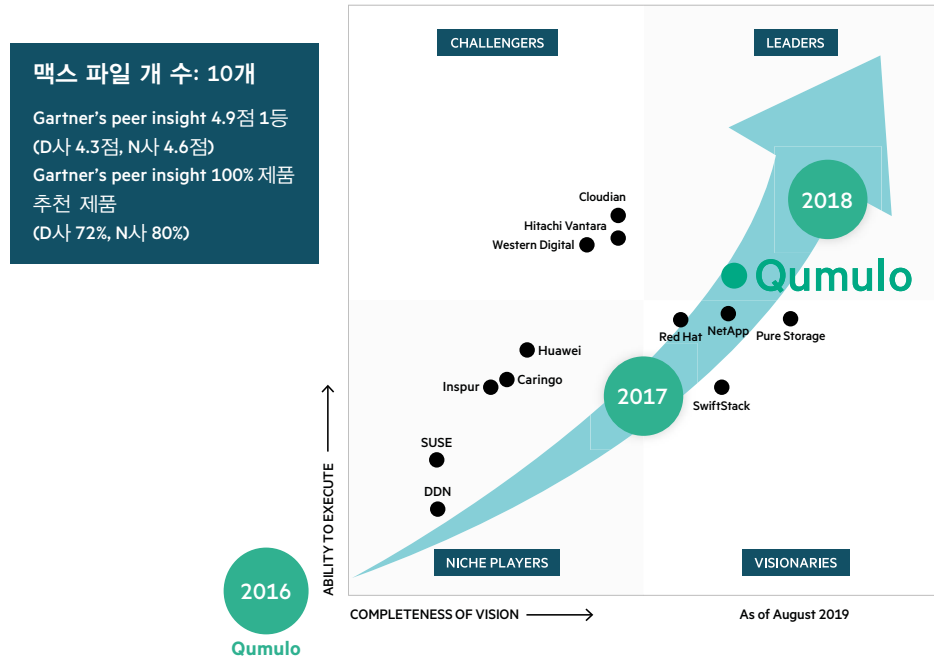 맥스 파일 개 수: 10개
Gartner's peer insight 4.9점 1등
(D사 4.3점, N사 4.6점)
Gartner's peer insight 100% 제품
추천 제품
(D사 72%, N사 80%)
CHALLENGERS
LEADERS
Cloudian
Hitachi Vantara
Western Digital
2018
Qumulo
Red Hat
NetApp
Pure Storage
Huawei
Caringo
Inspur
2017
SwiftStack
SUSE
DDN
ABILITY TO EXECUTE
NICHE PLAYERS
VISIONARIES
2016
Qumulo
COMPLETENESS OF VISION
As of August 2019